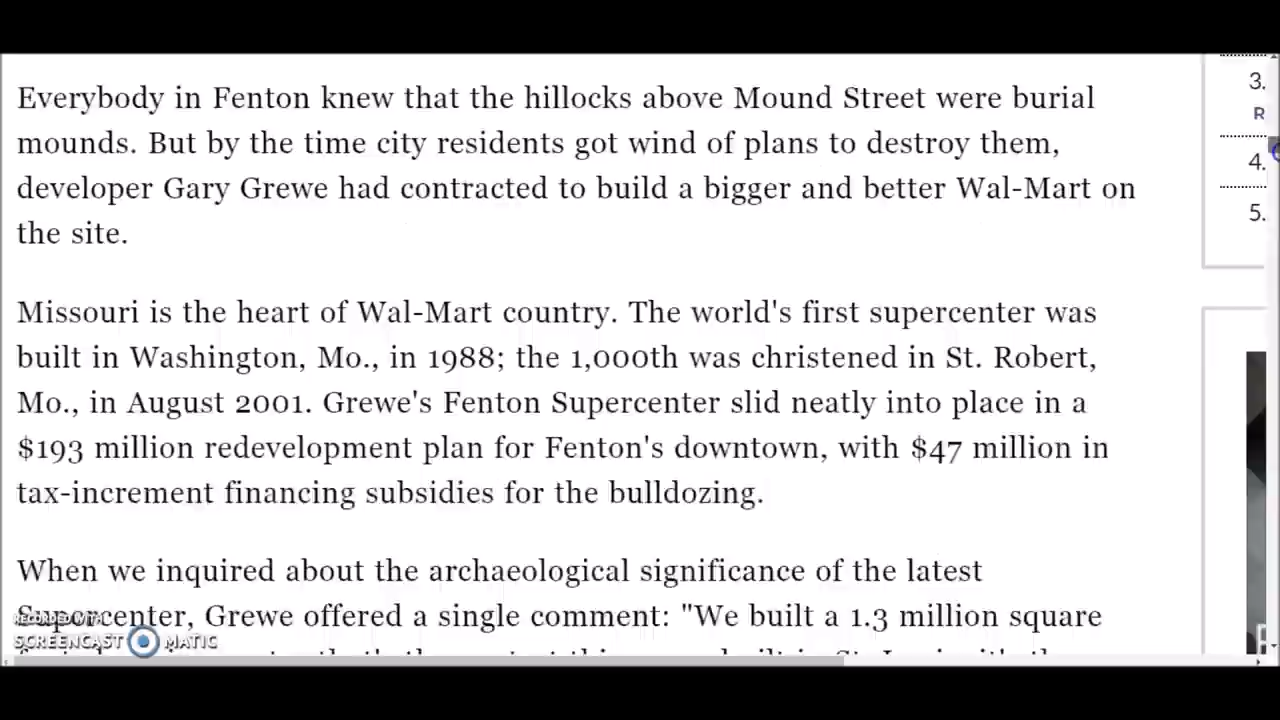 Everybody in Fenton knew that the hillocks above Mound Street were burial
mounds. But by the time city residents got wind of plans to destroy them,
developer Gary Grewe had contracted to build a bigger and better Wal-Mart on
the site.
Missouri is the heart of Wal-Mart country. The world's first supercenter was
built in Washington, Mo., in 1988; the 1,000th was christened in St. Robert,
Mo., in August 2001. Grewe's Fenton Supercenter slid neatly into place in a
$193 million redevelopment plan for Fenton's downtown, with $47 million in
tax-increment financing subsidies for the bulldozing.
When we inquired about the archaeological significance of the latest
Supercenter, Grewe offered a single comment: "We built a 1.3 million square
RECORDED WITH
SCREENCAST MATIC
3.
R
4.
5.